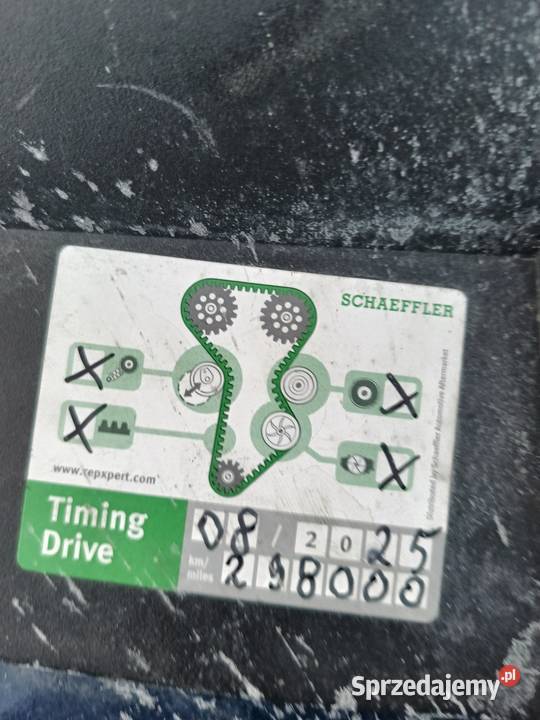 SCHAEFFLER
X X
X X
www.repxpert.com
Distributed by Schaeffler Automotive Aftermarket
Timing
Drive
08 / 2025
km/
miles
298000
Sprzedajemy.pl